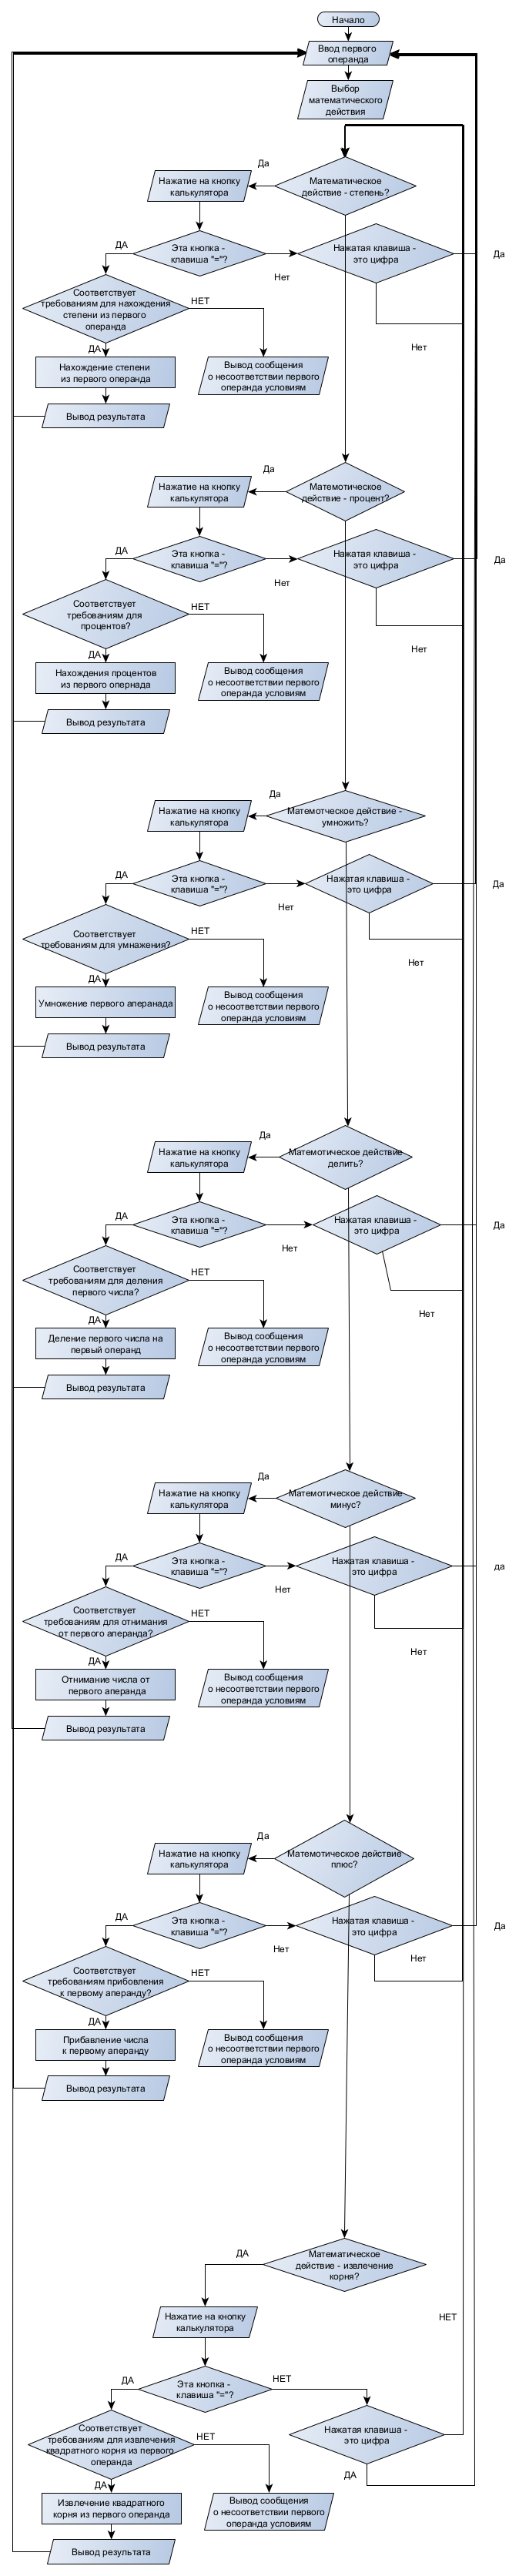 Начало
Ввод первого
операнда
Выбор
математического
действия
Да
Математическое
действие - степень?
Нажатие на кнопку
калькулятора
ДА
Эта кнопка -
клавиша "="?
Нет
Нажатая клавиша -
это цифра
Да
Нет
Соответствует
требованиям для нахождения
степени из первого
операнда
НЕТ
ДА
Нахождение степени
из первого операнда
Вывод сообщения
о несоответствии первого
операнда условиям
Вывод результата
Да
Матемотическое
действие - процент?
Нажатие на кнопку
калькулятора
ДА
Эта кнопка -
клавиша "="?
Нет
Нажатая клавиша -
это цифра
Да
Нет
Соответствует
требованиям для
процентов?
НЕТ
ДА
Нахождения процентов
из первого опернада
Вывод сообщения
о несоответствии первого
операнда условиям
Вывод результата
Да
Матемотческое действие -
умножить?
Нажатие на кнопку
калькулятора
ДА
Эта кнопка -
клавиша "="?
Нет
Нажатая клавиша -
это цифра
Да
Нет
Соответствует
требованиям для умнажения?
НЕТ
ДА
Умножение первого аперанада
Вывод сообщения
о несоответствии первого
операнда условиям
Вывод результата
Да
Матемотическое действие
делить?
Нажатие на кнопку
калькулятора
ДА
Эта кнопка -
клавиша "="?
Нет
Нажатая клавиша -
это цифра
Да
Нет
Соответствует
требованиям для деления
первого числа?
НЕТ
ДА
Деление первого числа на
первый операнд
Вывод сообщения
о несоответствии первого
операнда условиям
Вывод результата
Да
Матемотическое действие
минус?
Нажатие на кнопку
калькулятора
ДА
Эта кнопка -
клавиша "="?
Нет
Нажатая клавиша -
это цифра
да
Нет
Соответствует
требованиям для отнимания
от первого аперанда?
НЕТ
ДА
Отнимание числа от
первого аперанда
Вывод сообщения
о несоответствии первого
операнда условиям
Вывод результата
Да
Матемотическое действие
плюс?
Нажатие на кнопку
калькулятора
ДА
Эта кнопка -
клавиша "="?
Нет
Нажатая клавиша -
это цифра
Да
Нет
Соответствует
требованиям прибовления
к первому аперанду?
НЕТ
ДА
Прибавление числа
к первому аперанду
Вывод сообщения
о несоответствии первого
операнда условиям
Вывод результата
ДА
Математическое
действие - извлечение
корня?
Нажатие на кнопку
калькулятора
НЕТ
ДА
Эта кнопка -
клавиша "="?
НЕТ
Нажатая клавиша -
это цифра
ДА
Соответствует
требованиям для извлечения
квадратного корня из первого
операнда
НЕТ
ДА
Извлечение квадратного
корня из первого операнда
Вывод сообщения
о несоответствии первого
операнда условиям
Вывод результата